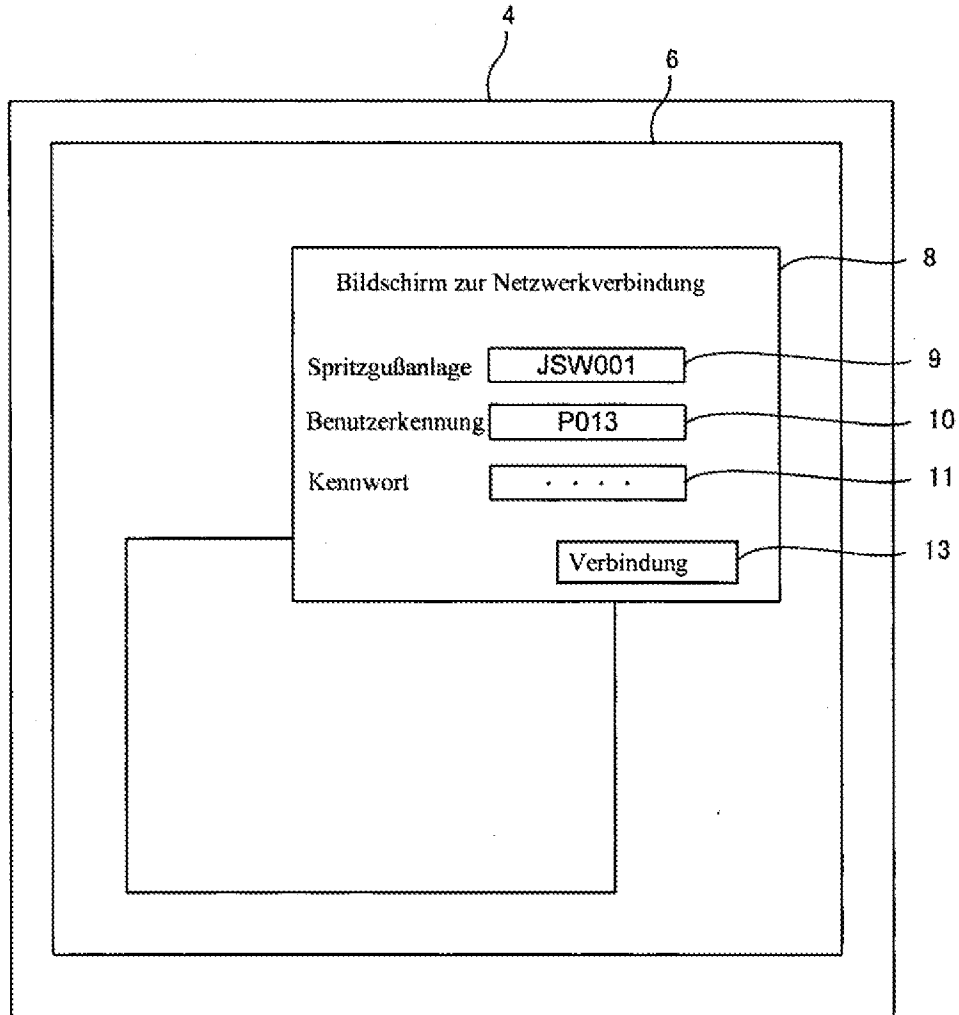 4
6
8
Bildschirm zur Netzwerkverbindung
Spritzgußanlage JSW001 9
Benutzerkennung P013 10
Kennwort . . . . 11
Verbindung 13